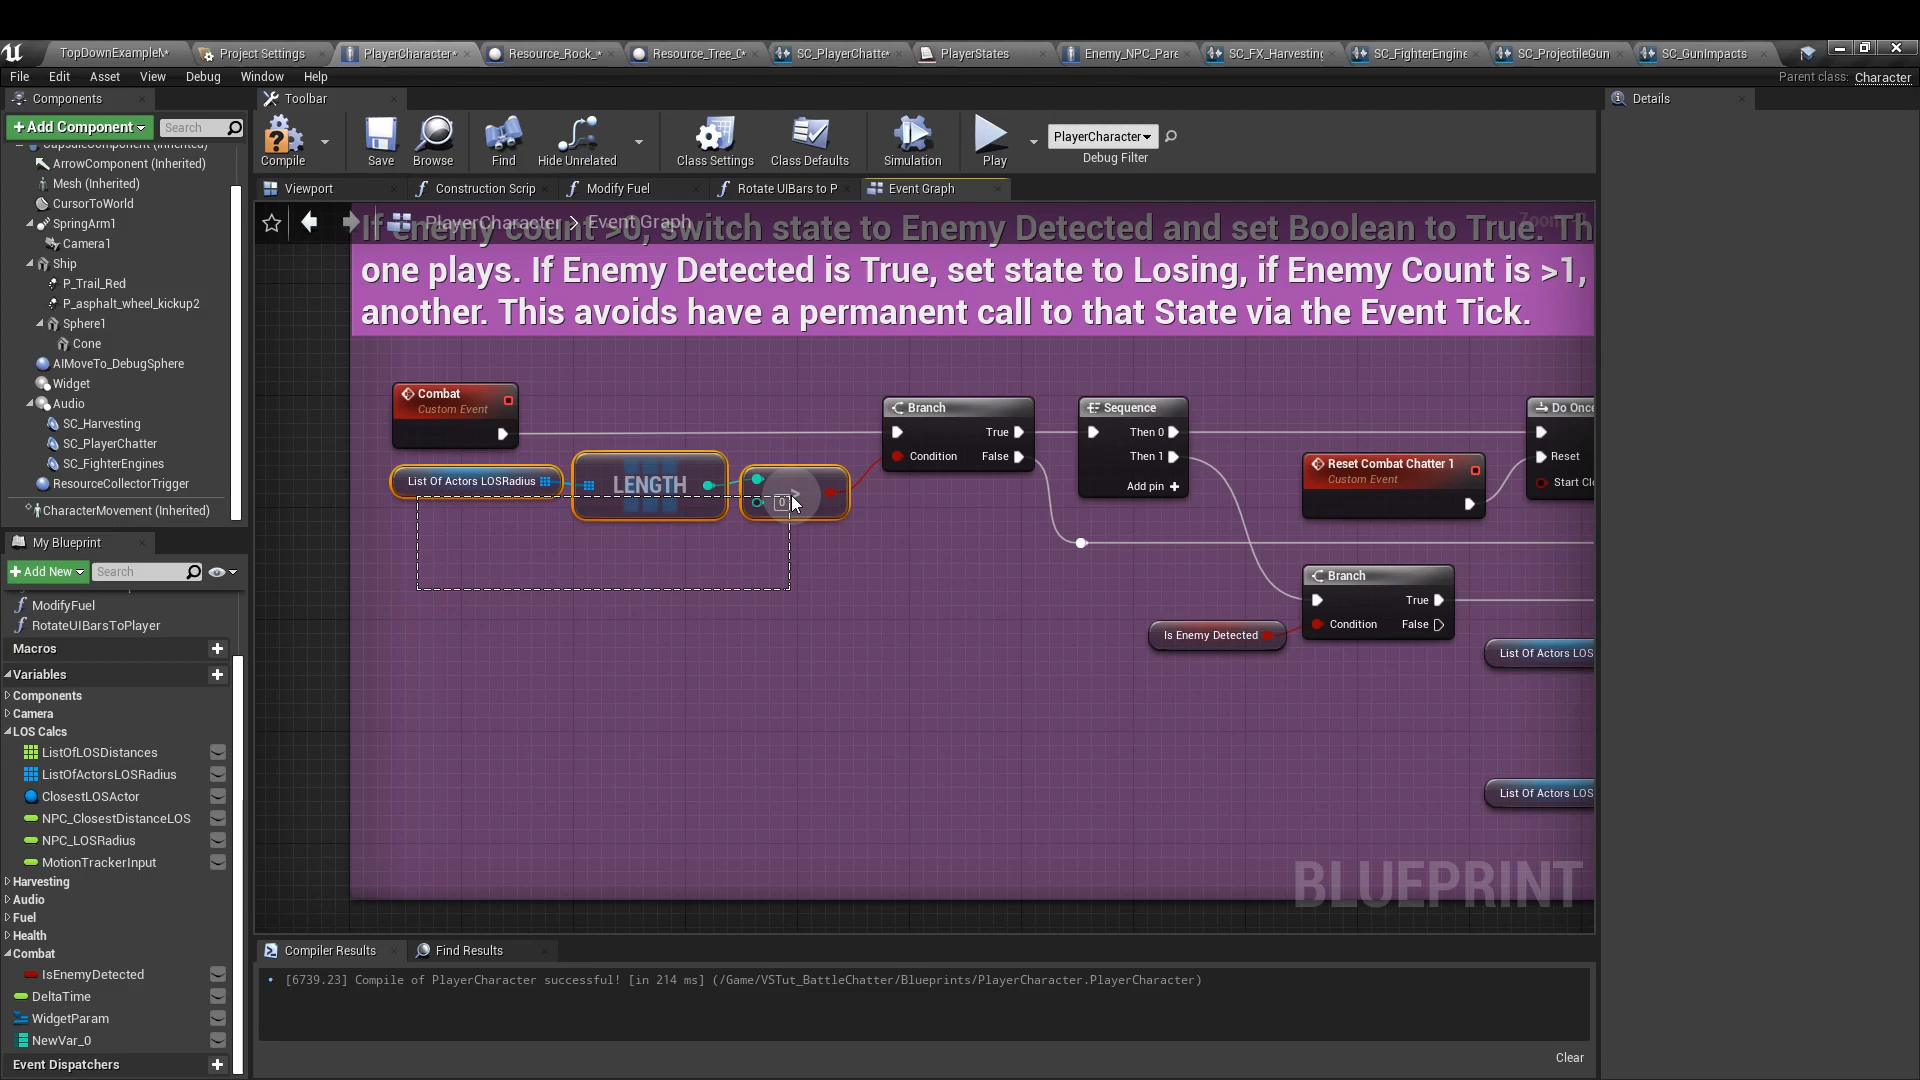 TopDownExampleM*
Project Settings
PlayerCharacter*
Resource_Rock_*
Resource_Tree_0*
SC_PlayerChatte*
PlayerStates
Enemy_NPC_Pare
SC_FX_Harvesting
SC_FighterEngine
SC_ProjectileGun
SC_GunImpacts
File Edit Asset View Window Debug Window Help
Parent class: Character
Components
Toolbar
Details
Add Component
Search
CapsuleComponent (Inherited)
ArrowComponent (Inherited)
Mesh (Inherited)
CursorToWorld
SpringArm1
Camera1
Ship
P_Trail_Red
P_asphalt_wheel_kickup2
Sphere1
Cone
AIMoveTo_DebugSphere
Widget
Audio
SC_Harvesting
SC_PlayerChatter
SC_FighterEngines
ResourceCollectorTrigger
CharacterMovement (Inherited)
Compile
Save
Browse
Find
Hide Unrelated
Class Settings
Class Defaults
Simulation
Play
PlayerCharacter
Debug Filter
Viewport
Construction Scrip
Modify Fuel
Rotate UIBars to P
Event Graph
PlayerCharacter > Event Graph
If enemy count >0, switch state to Enemy Detected and set Boolean to True. Th
one plays. If Enemy Detected is True, set state to Losing, if Enemy Count is >1,
another. This avoids have a permanent call to that State via the Event Tick.
Combat
Custom Event
List Of Actors LOSRadius
LENGTH
>
0
Branch
True
Condition
False
Sequence
Then 0
Then 1
Add pin +
Reset Combat Chatter 1
Custom Event
Do Once
Reset
Start Cl
Branch
True
Condition
False
Is Enemy Detected
List Of Actors LOS
List Of Actors LOS
BLUEPRINT
My Blueprint
Add New
Search
ModifyFuel
RotateUIBarsToPlayer
Macros
Variables
Components
Camera
LOS Calcs
ListOfLOSDistances
ListOfActorsLOSRadius
ClosestLOSActor
NPC_ClosestDistanceLOS
NPC_LOSRadius
MotionTrackerInput
Harvesting
Audio
Fuel
Health
Combat
IsEnemyDetected
DeltaTime
WidgetParam
NewVar_0
Event Dispatchers
Compiler Results
Find Results
[6739.23] Compile of PlayerCharacter successful! [in 214 ms] (/Game/VSTut_BattleChatter/Blueprints/PlayerCharacter.PlayerCharacter)
Clear